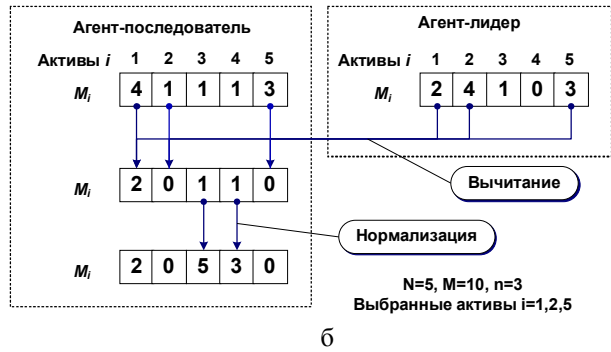 Агент-последователь
Активы i 1 2 3 4 5
Mi 4 1 1 1 3
Агент-лидер
Активы i 1 2 3 4 5
Mi 2 4 1 0 3
Вычитание
Mi 2 0 1 1 0
Нормализация
Mi 2 0 5 3 0
N=5, M=10, n=3
Выбранные активы i=1,2,5
б